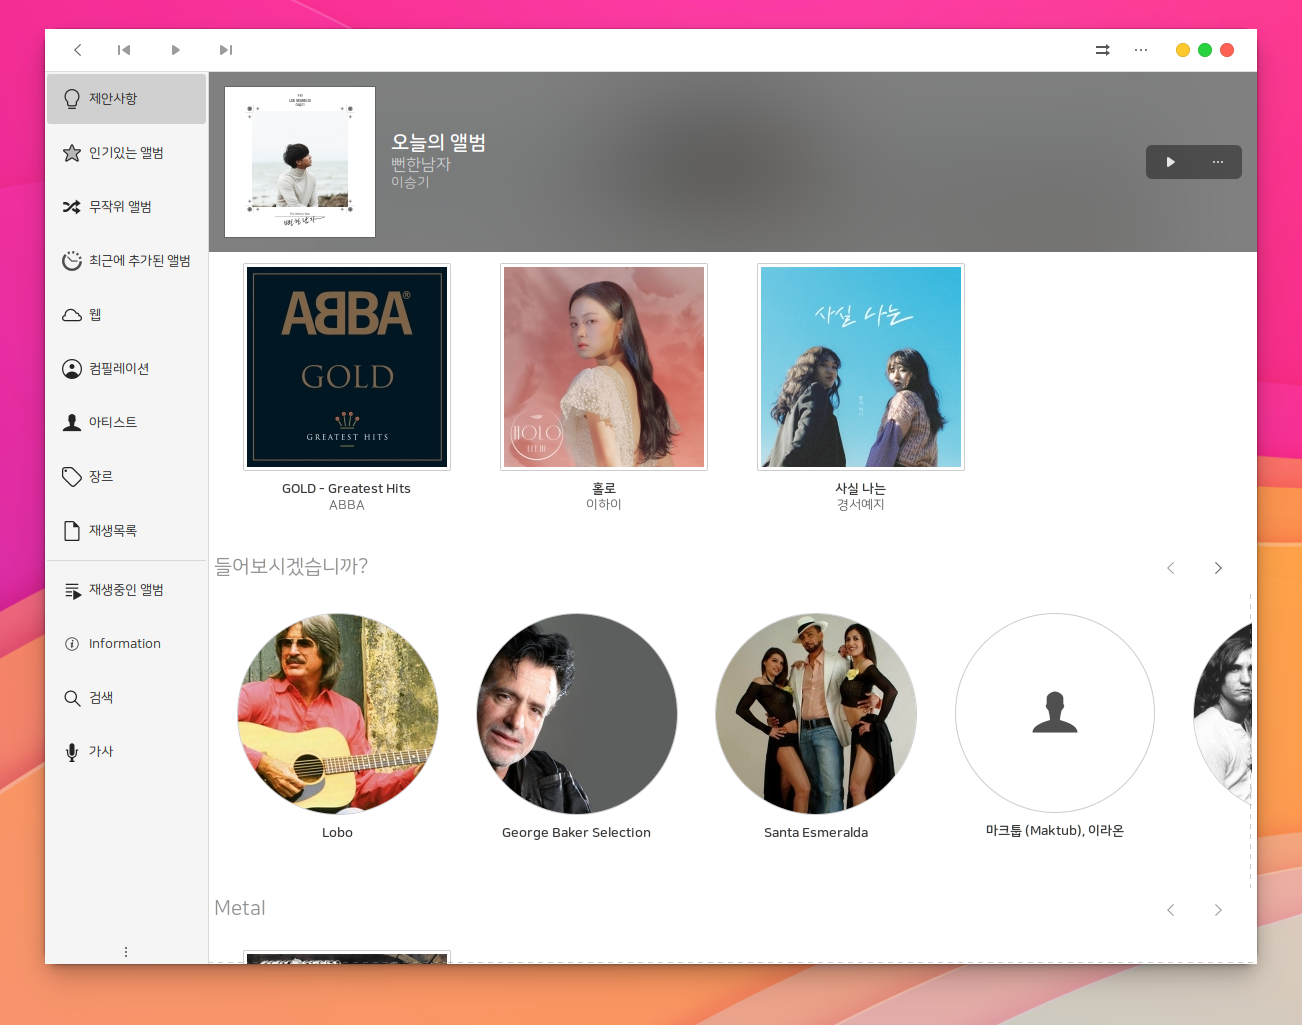 제안사항
인기있는 앨범
무작위 앨범
최근에 추가된 앨범
웹
컴필레이션
아티스트
장르
재생목록
재생중인 앨범
Information
검색
가사
오늘의 앨범
뻔한남자
이승기
ABBA®
GOLD
GREATEST HITS
GOLD - Greatest Hits
ABBA
HOLO
홀로
이하이
사실 나는
사실 나는
경서예지
들어보시겠습니까?
Lobo
George Baker Selection
Santa Esmeralda
마크툽 (Maktub), 이라온
Metal